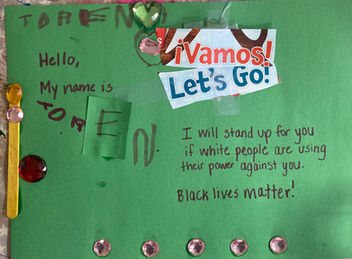 TOREN
¡Vamos!
Let's Go!
Hello,
My name is
TOREN
I will stand up for you
if white people are using
their power against you.
Black lives matter!